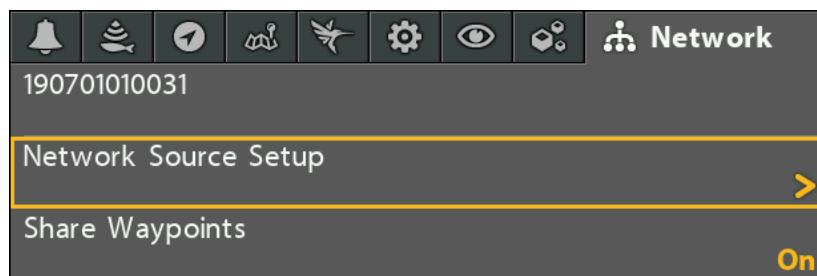 Network
190701010031
Network Source Setup
Share Waypoints
On